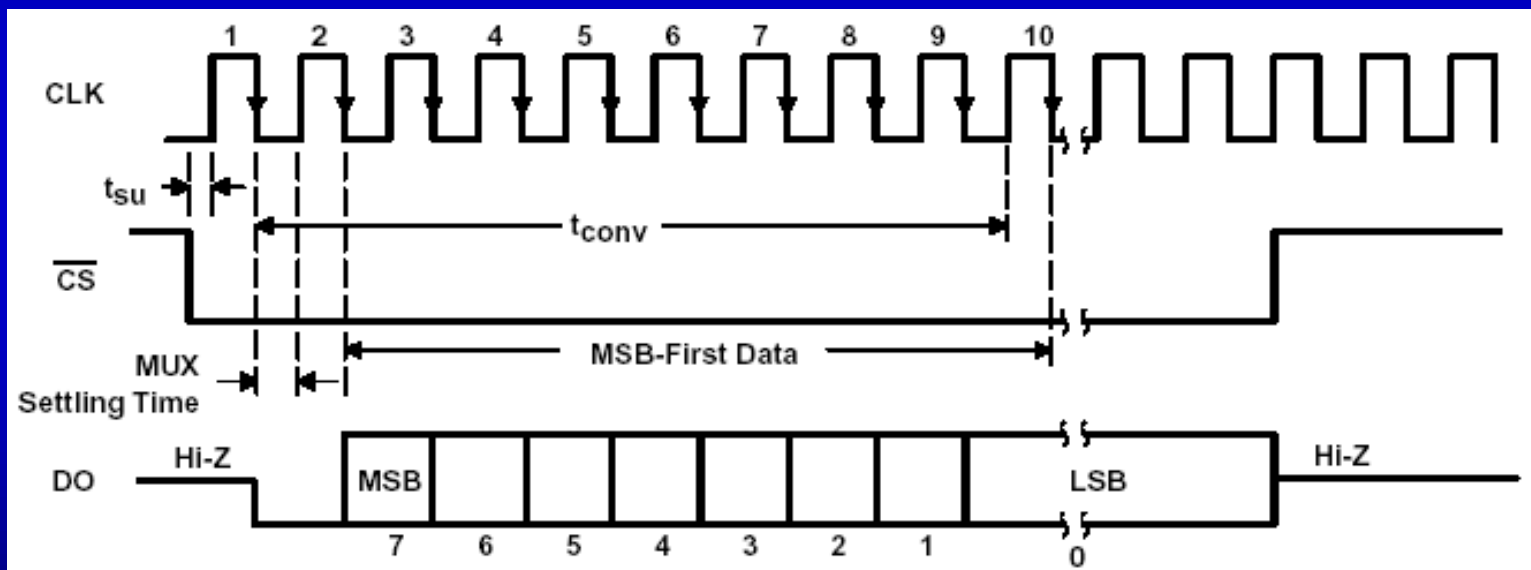 1 2 3 4 5 6 7 8 9 10
CLK
tsu
tconv
CS
MSB-First Data
MUX
Settling Time
Hi-Z
Hi-Z
DO
MSB
LSB
7 6 5 4 3 2 1 0